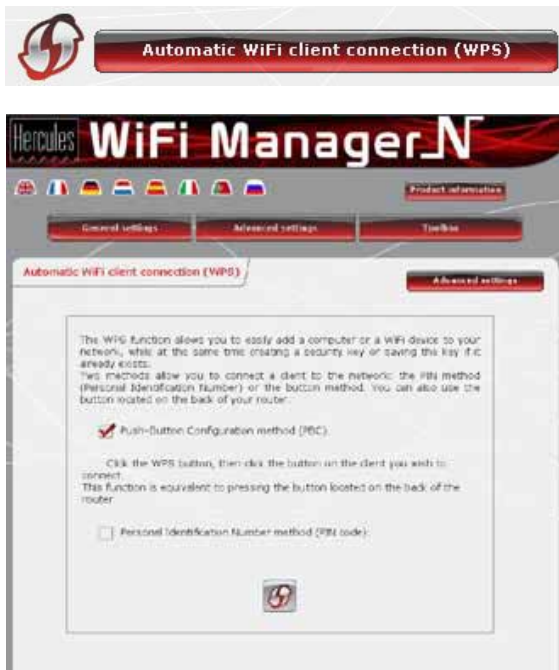 Automatic WiFi client connection (WPS)
Hercules WiFi Manager N
Product information
General settings Advanced settings Toolbox
Automatic WiFi client connection (WPS)
Advanced settings
The WPS function allows you to easily add a computer or a WiFi device to your
network, while at the same time creating a security key or saving the key if it
already exists.
Two methods allow you to connect a client to the network: the PIN method
(Personal Identification Number) or the button method. You can also use the
button located on the back of your router.
Push-Button Configuration method (PBC).
Click the WPS button, then click the button on the client you wish to
connect.
This function is equivalent to pressing the button located on the back of the
router
Personal Identification Number method (PIN code).